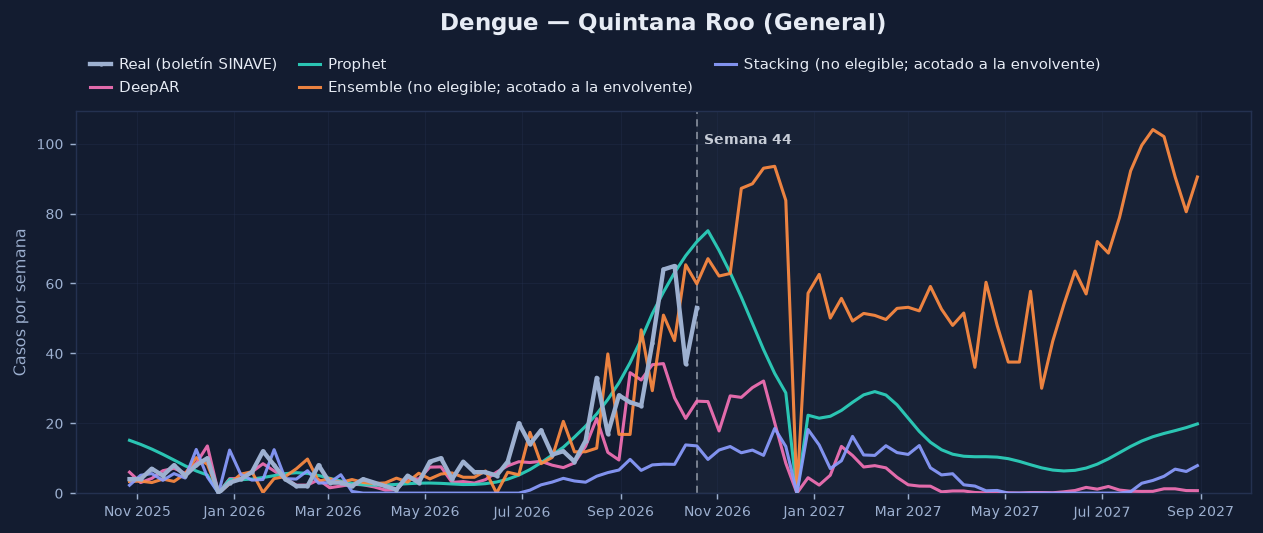 Dengue — Quintana Roo (General)
Real (boletín SINAVE)
Prophet
Stacking (no elegible; acotado a la envolvente)
DeepAR
Ensemble (no elegible; acotado a la envolvente)
Semana 44
Casos por semana
100
80
60
40
20
0
Nov 2025
Jan 2026
Mar 2026
May 2026
Jul 2026
Sep 2026
Nov 2026
Jan 2027
Mar 2027
May 2027
Jul 2027
Sep 2027